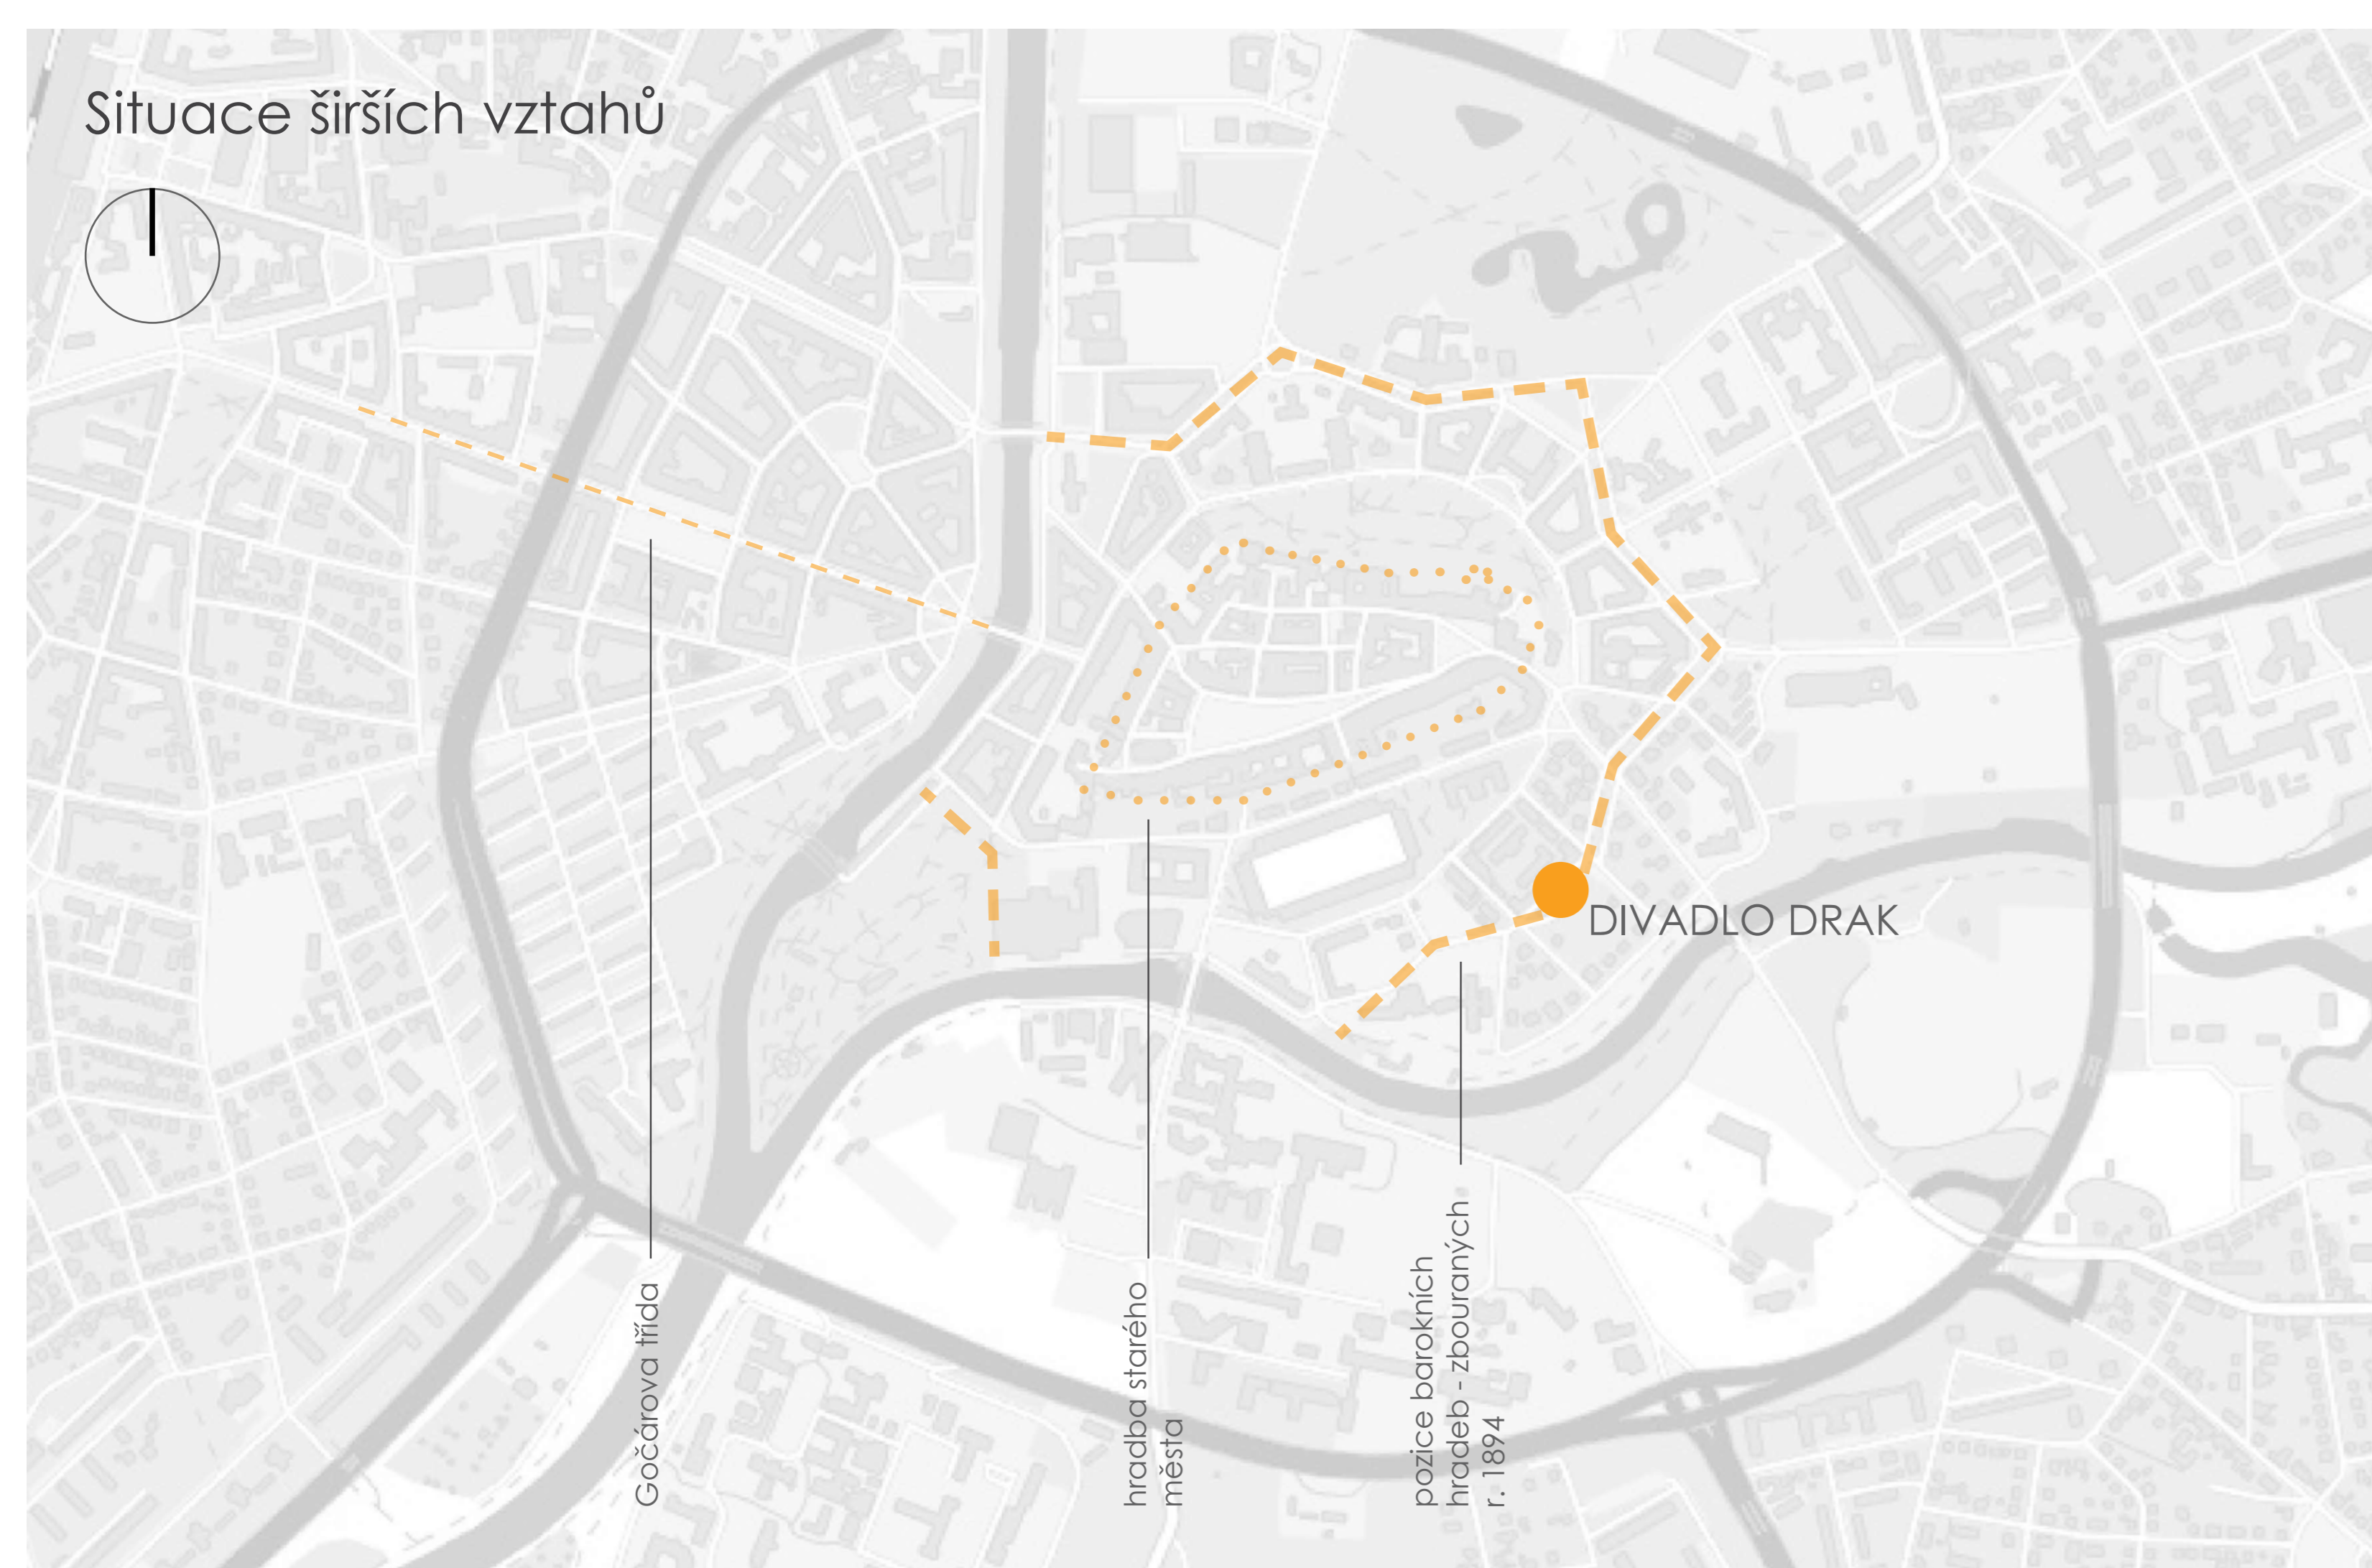 Situace širších vztahů
DIVADLO DRAK
Gočárova třída
hradba starého
města
pozice barokních
hradeb - zbouraných
r. 1894